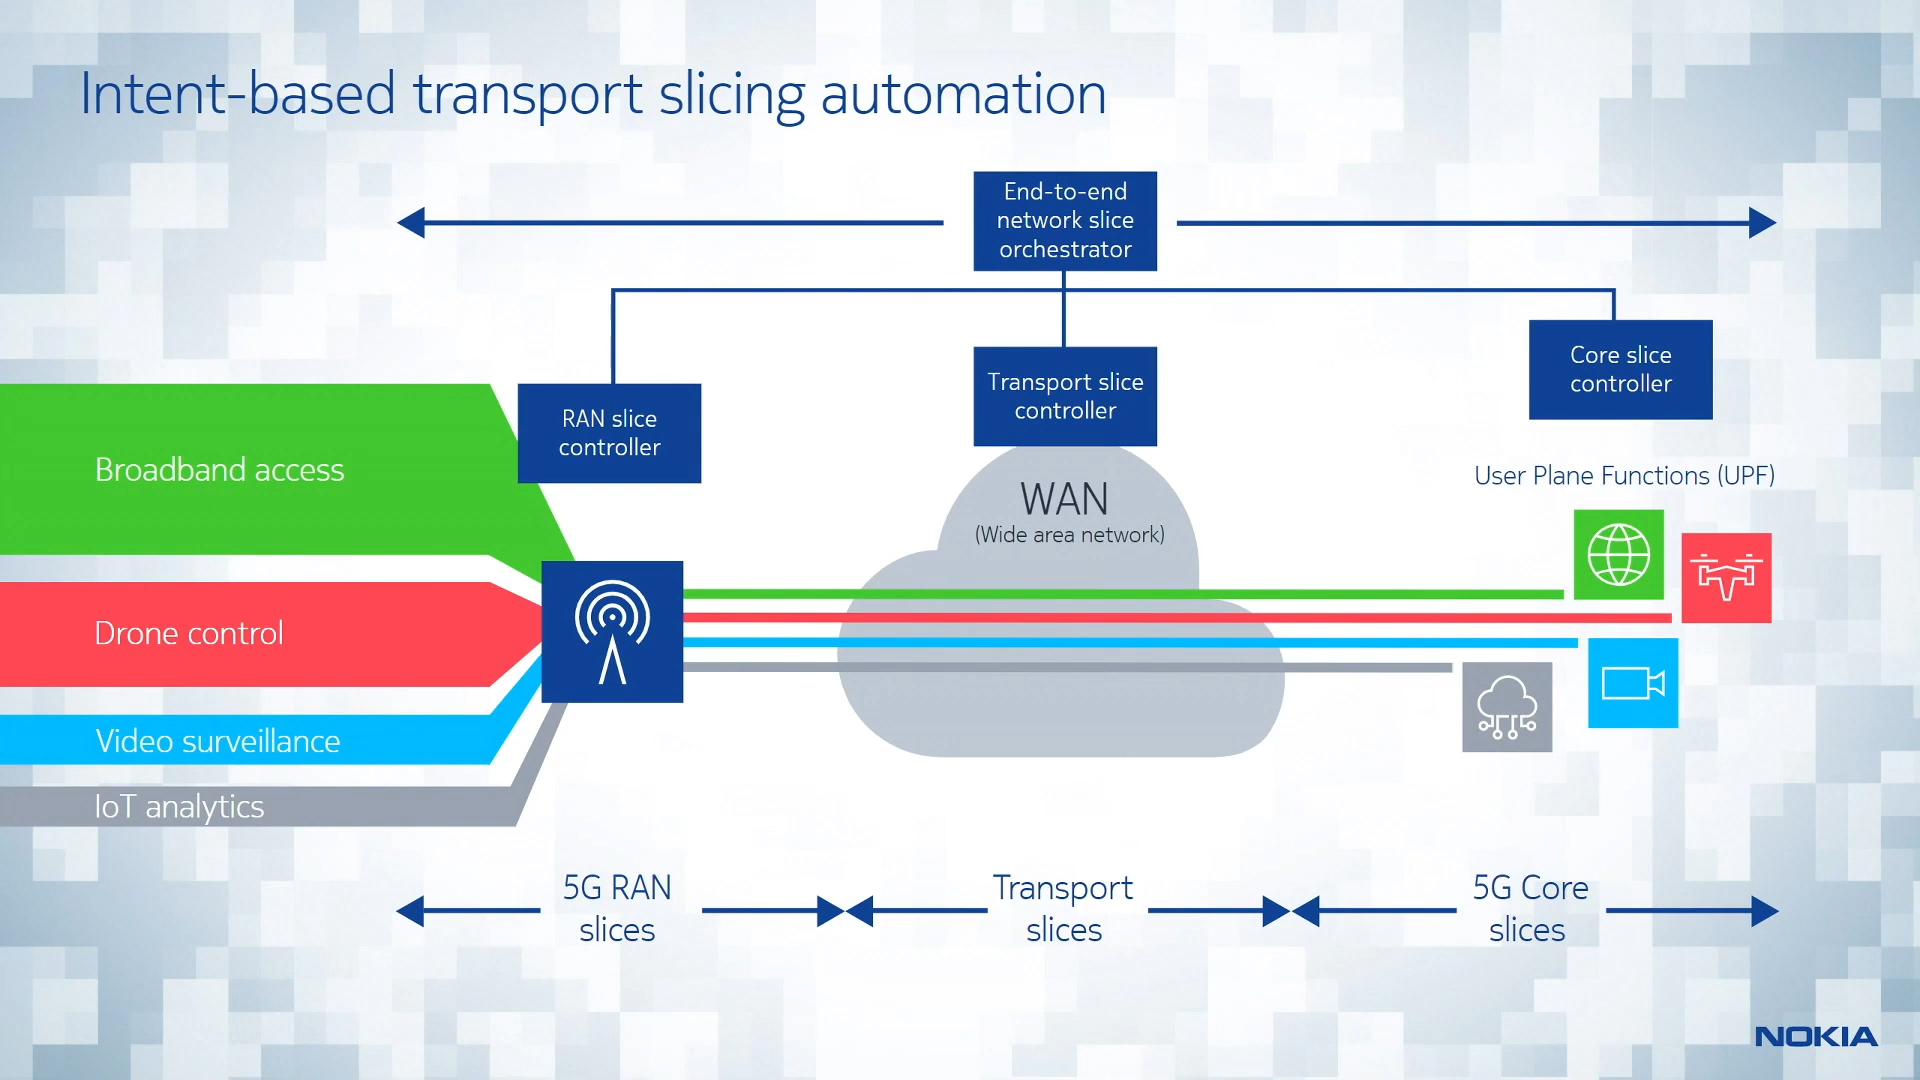 Intent-based transport slicing automation
End-to-end
network slice
orchestrator
Core slice
controller
Transport slice
controller
RAN slice
controller
Broadband access
User Plane Functions (UPF)
WAN
(Wide area network)
Drone control
Video surveillance
IoT analytics
5G RAN
slices
Transport
slices
5G Core
slices
NOKIA